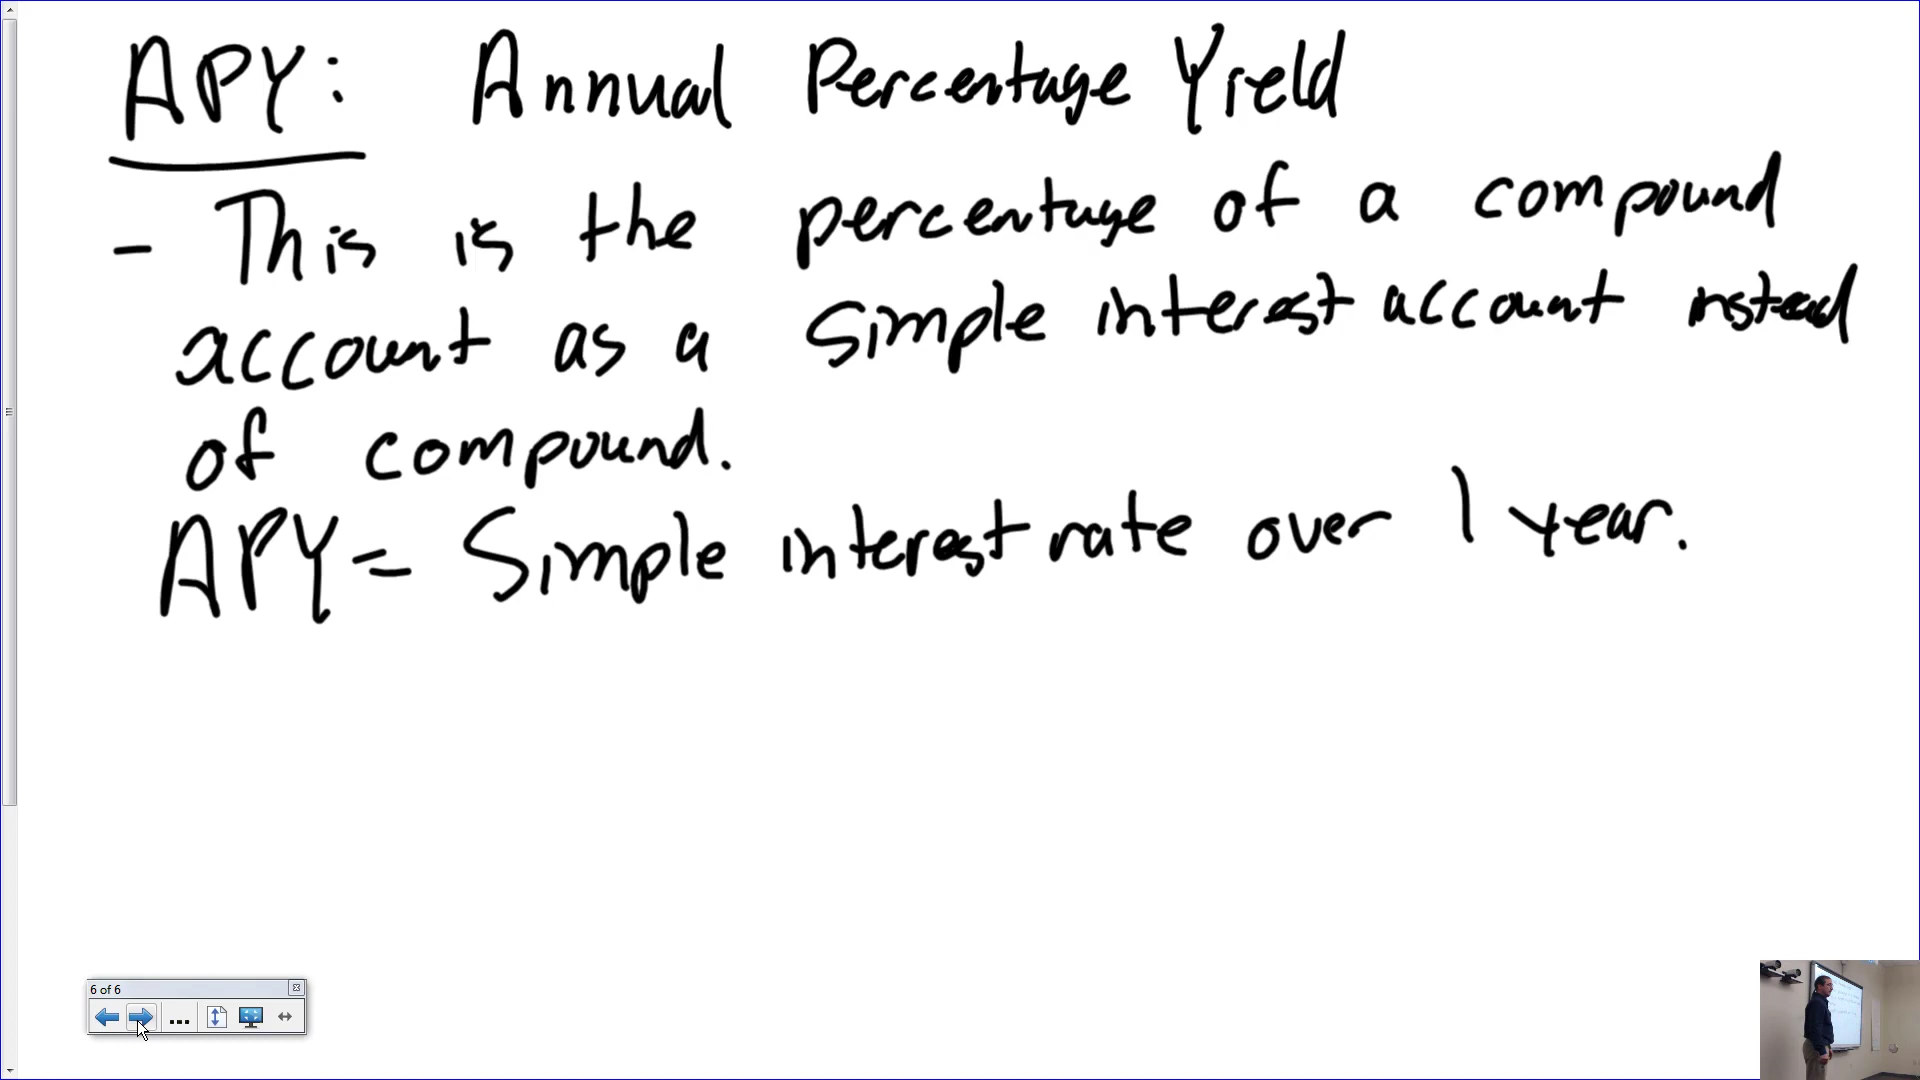 APY: Annual Percentage Yield
- This is the percentage of a compound
account as a simple interest account instead
of compound.
APY = Simple interest rate over 1 year.
6 of 6